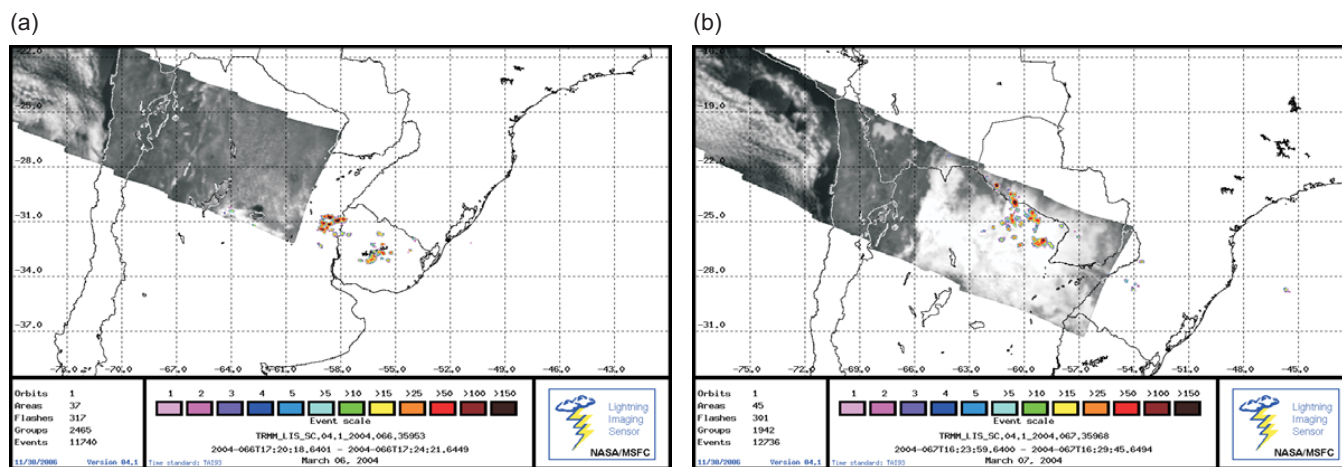 (a)
-22.0
-25.0
-28.0
-31.0
-34.0
-37.0
-73.0 -70.0 -67.0 -64.0 -61.0 -58.0 -55.0 -52.0 -49.0 -46.0 -43.0
Orbits 1
Areas 37
Flashes 317
Groups 2465
Events 11740
11/30/2006 Version 04.1
1 2 3 4 5 >5 >10 >15 >25 >50 >100 >150
Event scale
TRMM_LIS_SC.04.1_2004.066.35953
2004-066T17:20:18.6401 - 2004-066T17:24:21.6449
Time standard: TAI93
March 06, 2004
Lightning
Imaging
Sensor
NASA/MSFC
(b)
-16.0
-19.0
-22.0
-25.0
-28.0
-31.0
-75.0 -72.0 -69.0 -66.0 -63.0 -60.0 -57.0 -54.0 -51.0 -48.0 -45.0
Orbits 1
Areas 45
Flashes 301
Groups 1942
Events 12736
11/30/2006 Version 04.1
1 2 3 4 5 >5 >10 >15 >25 >50 >100 >150
Event scale
TRMM_LIS_SC.04.1_2004.067.35968
2004-067T16:23:59.6400 - 2004-067T16:29:45.6494
Time standard: TAI93
March 07, 2004
Lightning
Imaging
Sensor
NASA/MSFC